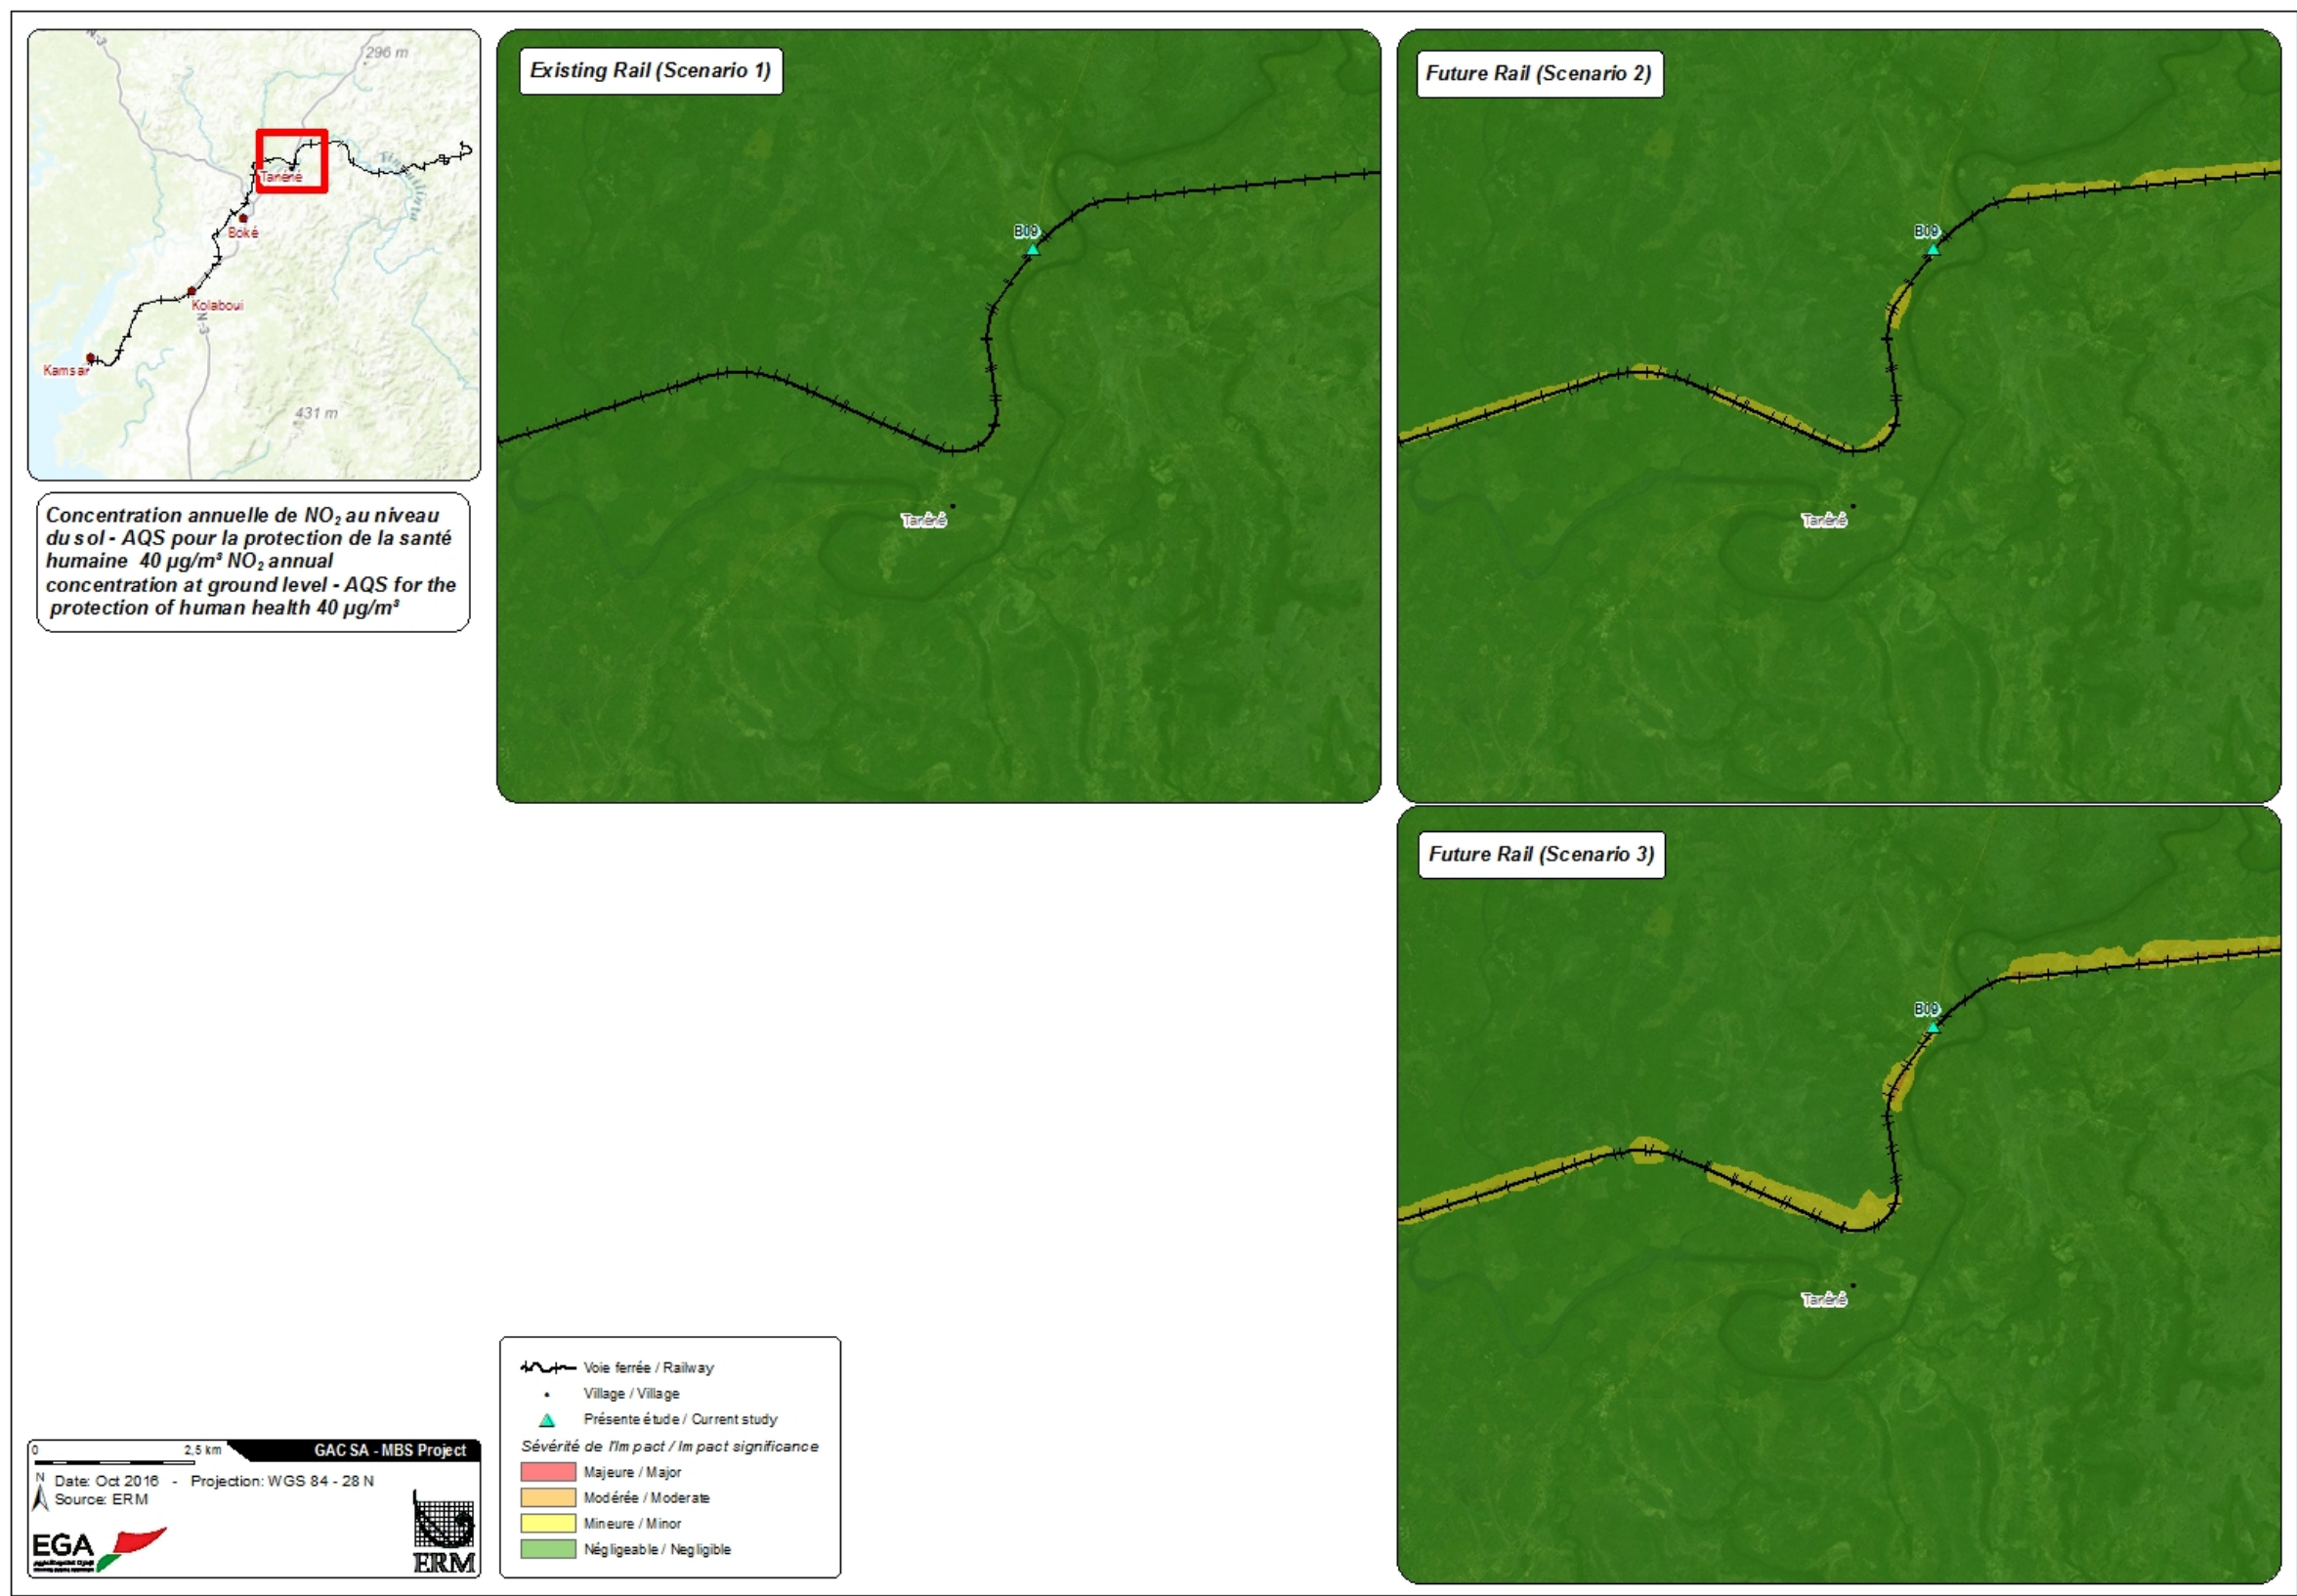 N-3
296 m
Tanéné
Boké
Kolaboui
N-3
Kamsar
431 m
Concentration annuelle de NO₂ au niveau
du sol - AQS pour la protection de la santé
humaine 40 µg/m³ NO₂ annual
concentration at ground level - AQS for the
protection of human health 40 µg/m³
Existing Rail (Scenario 1)
B09
Tanéné
Future Rail (Scenario 2)
B09
Tanéné
Future Rail (Scenario 3)
B09
Tanéné
Voie ferrée / Railway
Village / Village
Présente étude / Current study
Sévérité de l'Impact / Impact significance
Majeure / Major
Modérée / Moderate
Mineure / Minor
Négligeable / Negligible
0 2,5 km
GAC SA - MBS Project
N
Date: Oct 2016 - Projection: WGS 84 - 28 N
Source: ERM
EGA
ERM